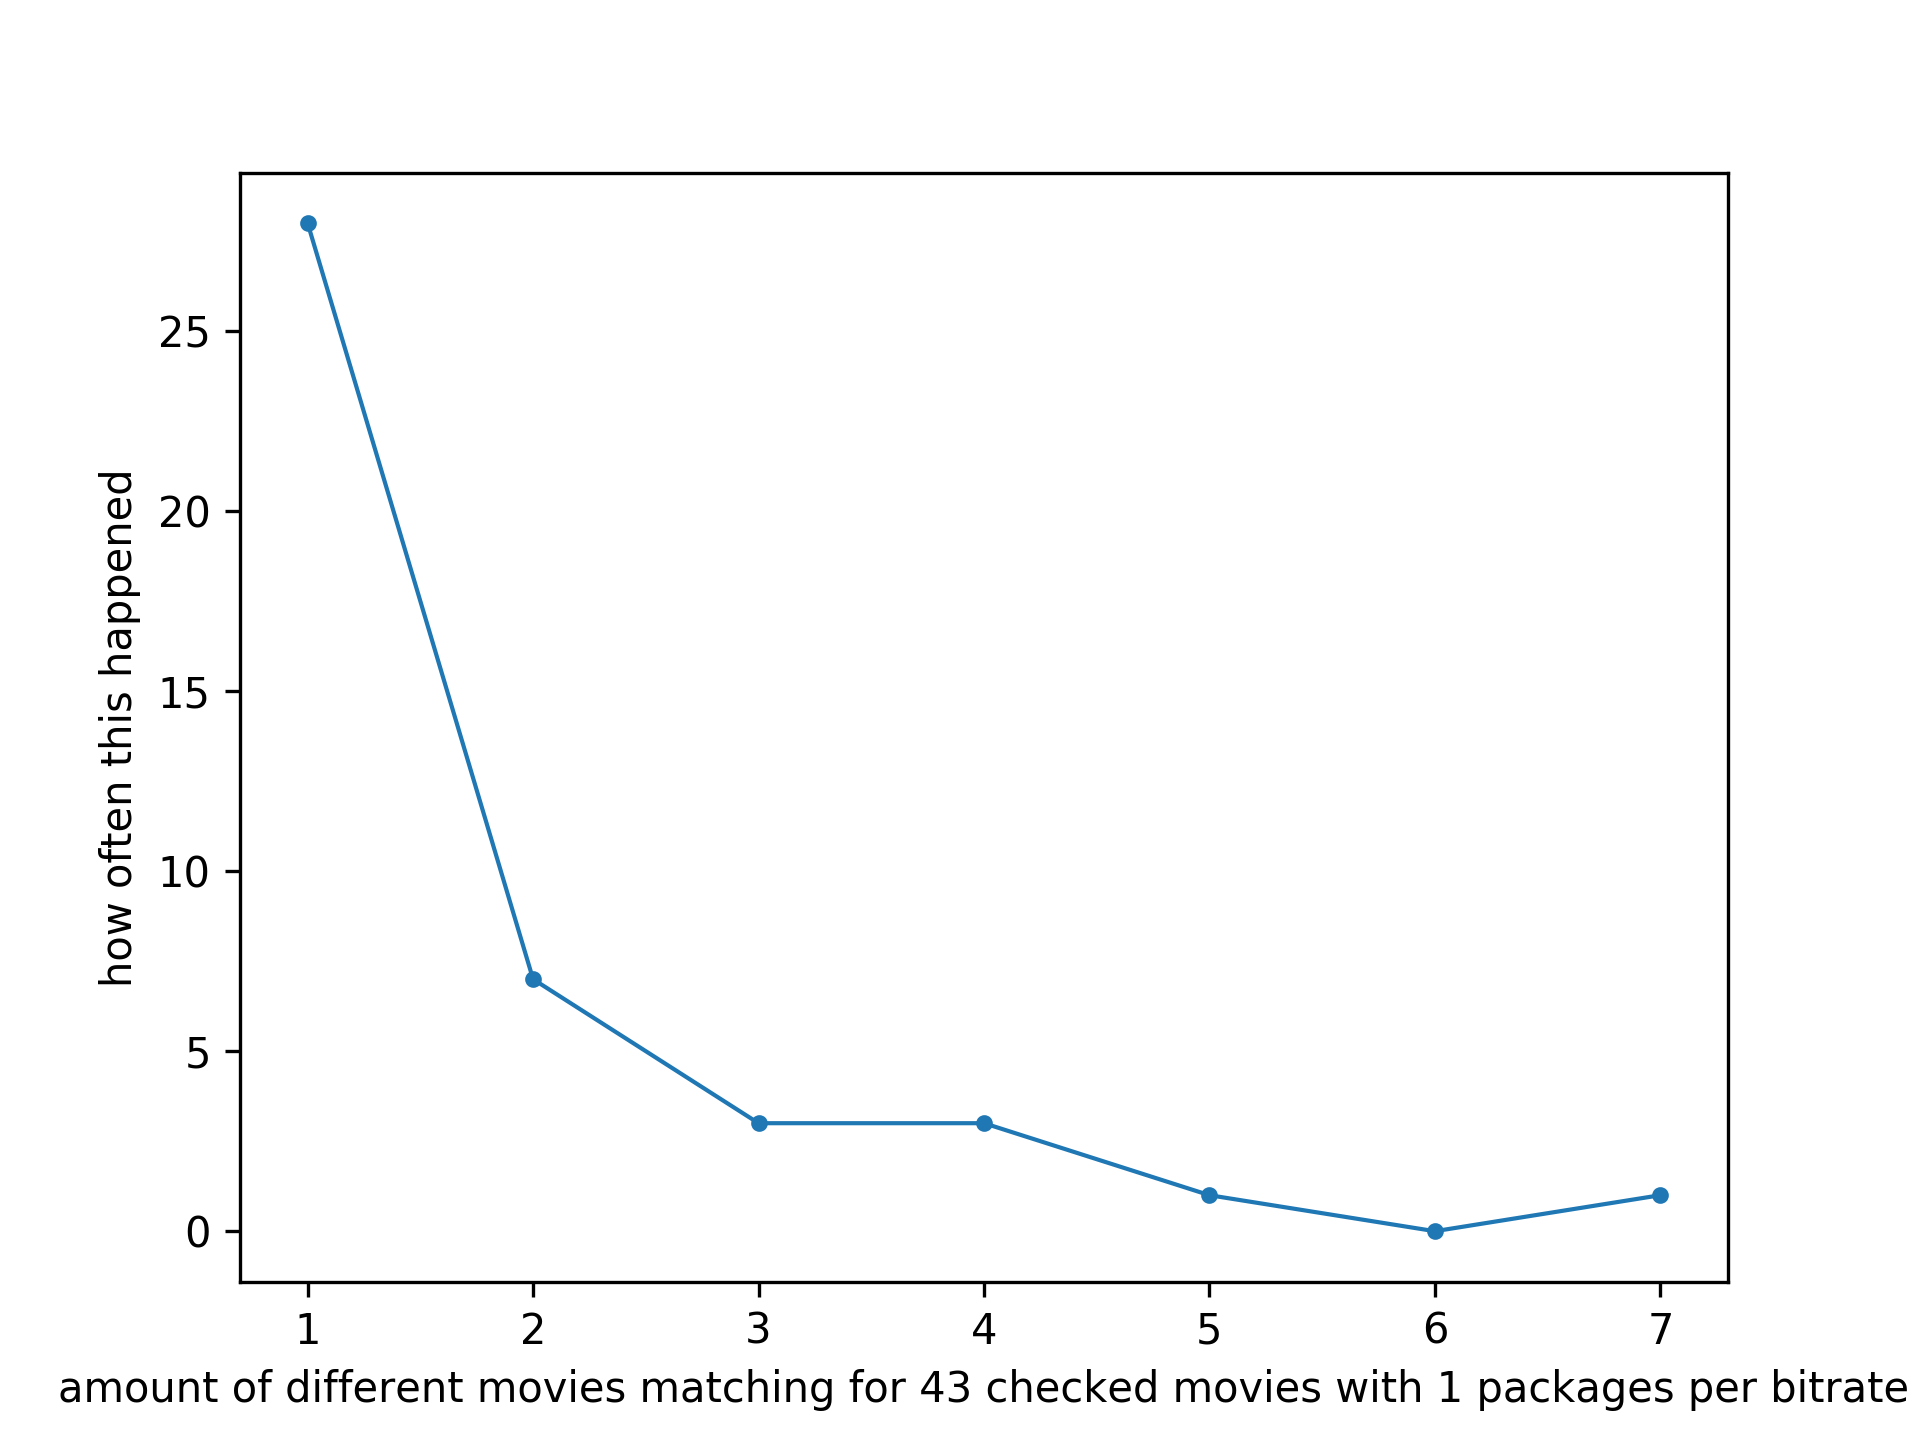 how often this happened
25
20
15
10
5
0
1 2 3 4 5 6 7
amount of different movies matching for 43 checked movies with 1 packages per bitrate